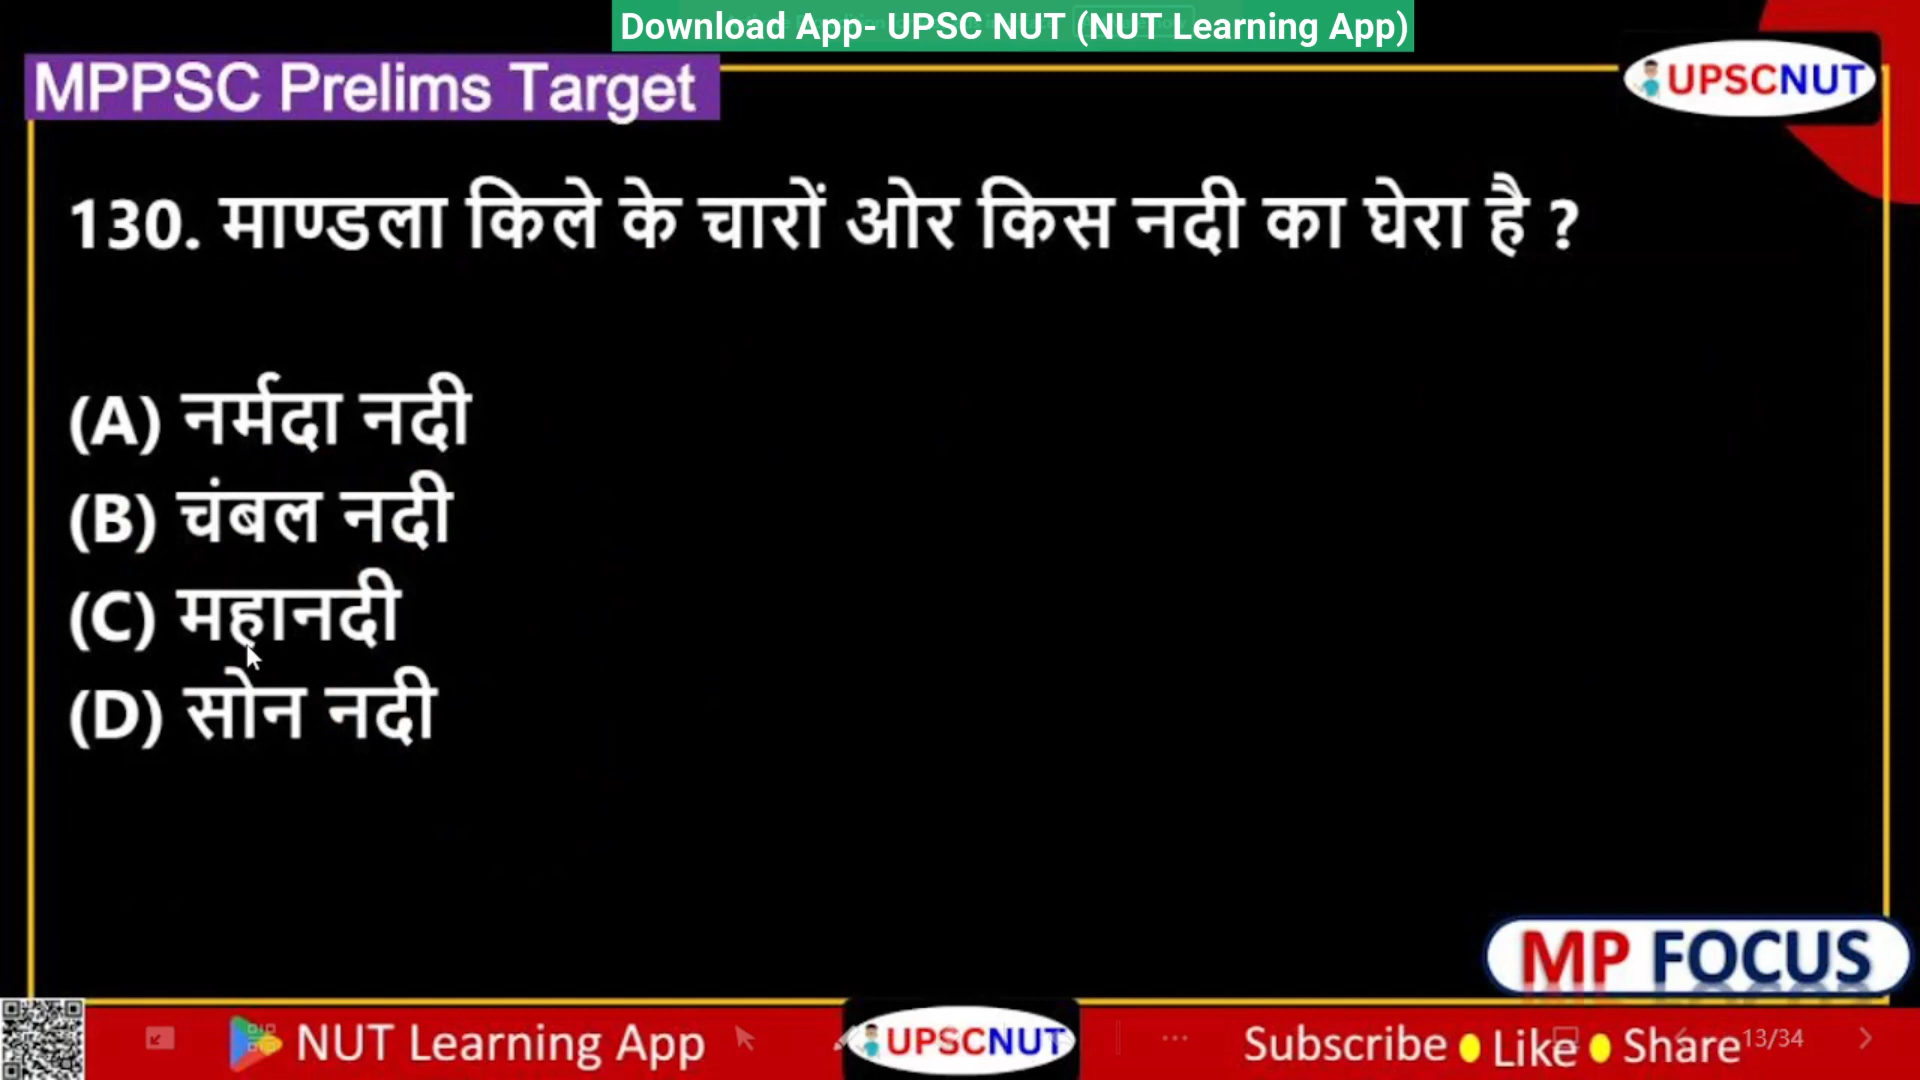 Download App- UPSC NUT (NUT Learning App)
MPPSC Prelims Target
UPSCNUT
130. माण्डला किले के चारों ओर किस नदी का घेरा है ?
(A) नर्मदा नदी
(B) चंबल नदी
(C) महानदी
(D) सोन नदी
MP FOCUS
NUT Learning App
UPSCNUT
Subscribe Like Share
13/34